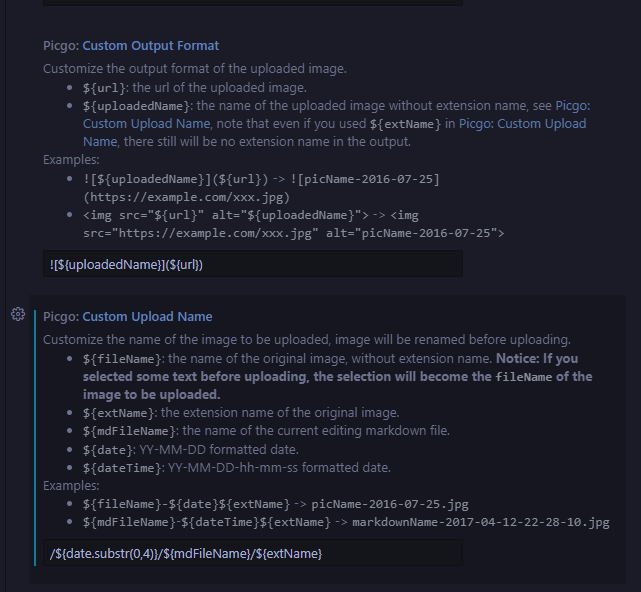 Picgo: Custom Output Format
Customize the output format of the uploaded image.
${url}: the url of the uploaded image.
${uploadedName}: the name of the uploaded image without extension name, see Picgo:
Custom Upload Name, note that even if you used ${extName} in Picgo: Custom Upload
Name, there still will be no extension name in the output.
Examples:
![${uploadedName}](${url}) -> ![picName-2016-07-25]
(https://example.com/xxx.jpg)
<img src="${url}" alt="${uploadedName}"> -> <img
src="https://example.com/xxx.jpg" alt="picName-2016-07-25">
![${uploadedName}](${url})
Picgo: Custom Upload Name
Customize the name of the image to be uploaded, image will be renamed before uploading.
${fileName}: the name of the original image, without extension name. Notice: If you
selected some text before uploading, the selection will become the fileName of the
image to be uploaded.
${extName}: the extension name of the original image.
${mdFileName}: the name of the current editing markdown file.
${date}: YY-MM-DD formatted date.
${dateTime}: YY-MM-DD-hh-mm-ss formatted date.
Examples:
${fileName}-${date}${extName} -> picName-2016-07-25.jpg
${mdFileName}-${dateTime}${extName} -> markdownName-2017-04-12-22-28-10.jpg
/${date.substr(0,4)}/${mdFileName}/${extName}